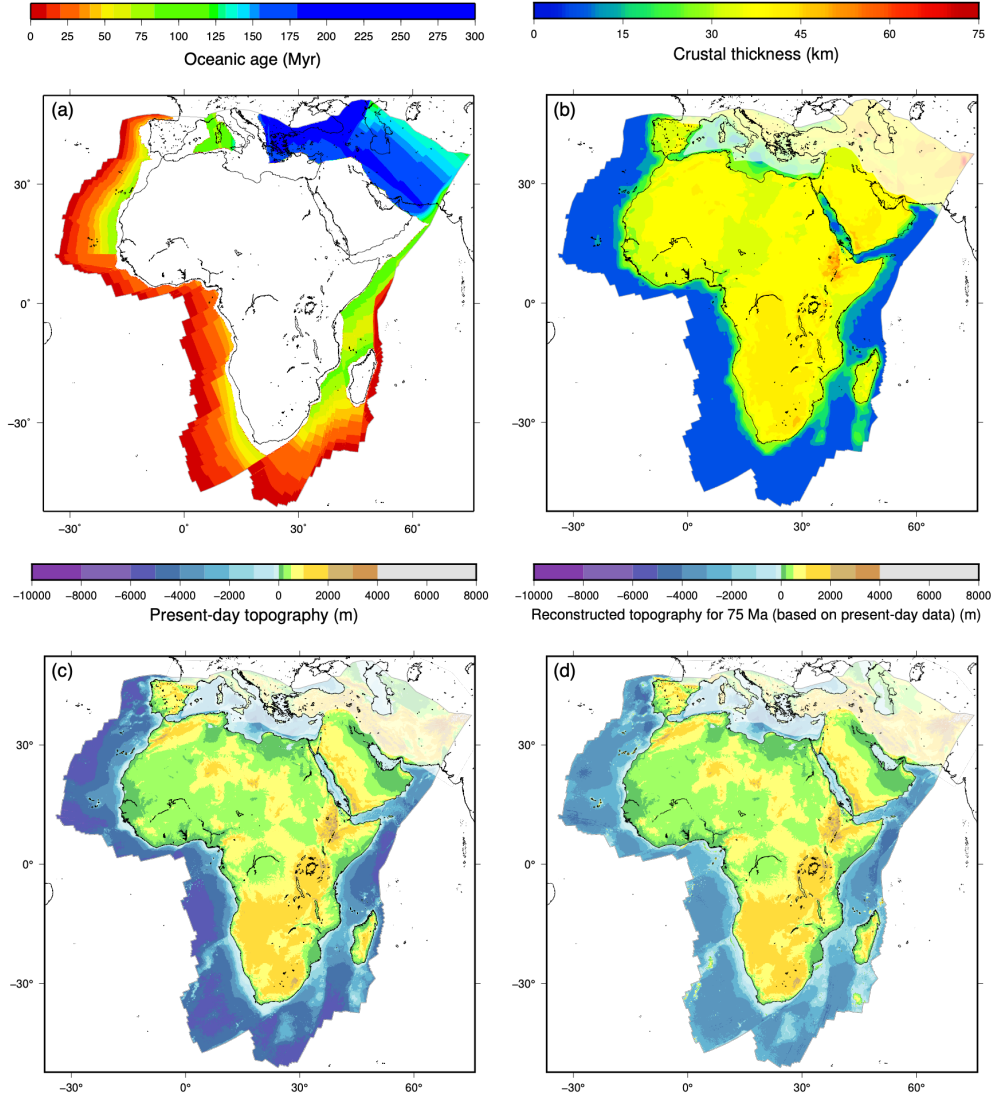 0 25 50 75 100 125 150 175 200 225 250 275 300
Oceanic age (Myr)
0 15 30 45 60 75
Crustal thickness (km)
(a)
30˚
0˚
−30˚
−30˚ 0˚ 30˚ 60˚
(b)
30°
0°
−30°
−30° 0° 30° 60°
−10000 −8000 −6000 −4000 −2000 0 2000 4000 6000 8000
Present-day topography (m)
−10000 −8000 −6000 −4000 −2000 0 2000 4000 6000 8000
Reconstructed topography for 75 Ma (based on present-day data) (m)
(c)
30°
0°
−30°
−30° 0° 30° 60°
(d)
30°
0°
−30°
−30° 0° 30° 60°